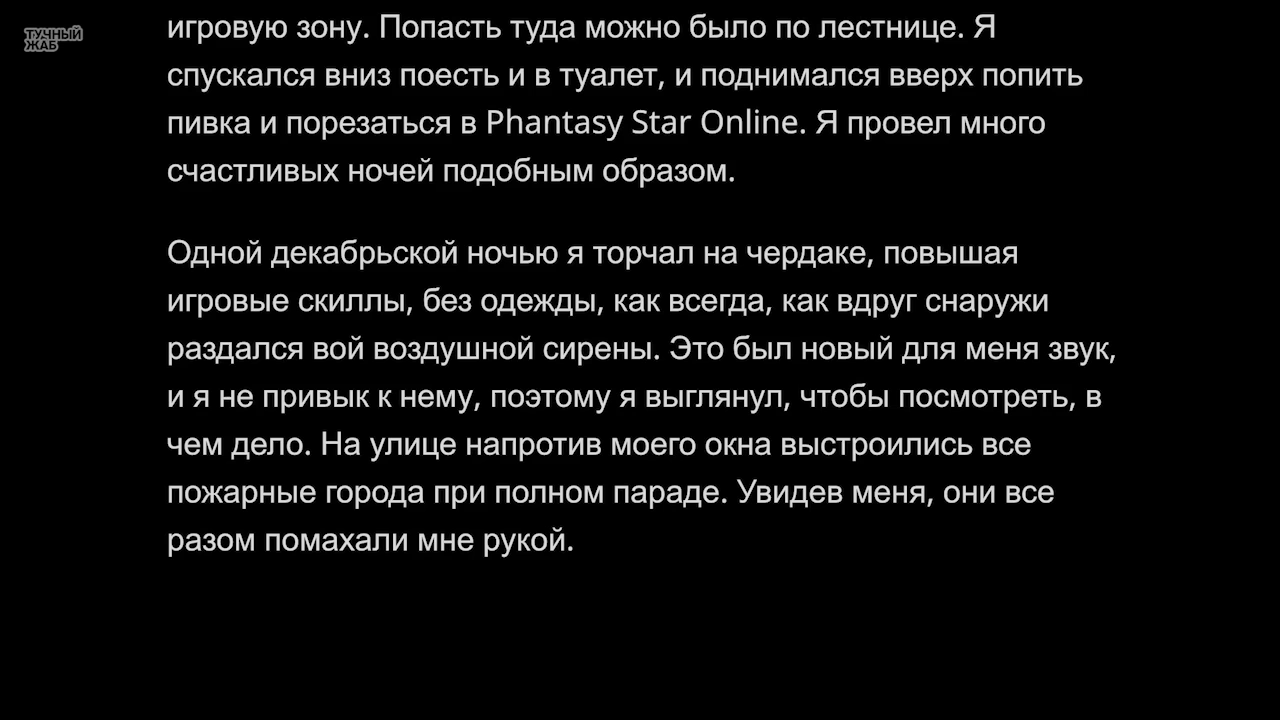 ТУЧНЫЙ
ЖАБ
игровую зону. Попасть туда можно было по лестнице. Я
спускался вниз поесть и в туалет, и поднимался вверх попить
пивка и порезаться в Phantasy Star Online. Я провел много
счастливых ночей подобным образом.
Одной декабрьской ночью я торчал на чердаке, повышая
игровые скиллы, без одежды, как всегда, как вдруг снаружи
раздался вой воздушной сирены. Это был новый для меня звук,
и я не привык к нему, поэтому я выглянул, чтобы посмотреть, в
чем дело. На улице напротив моего окна выстроились все
пожарные города при полном параде. Увидев меня, они все
разом помахали мне рукой.